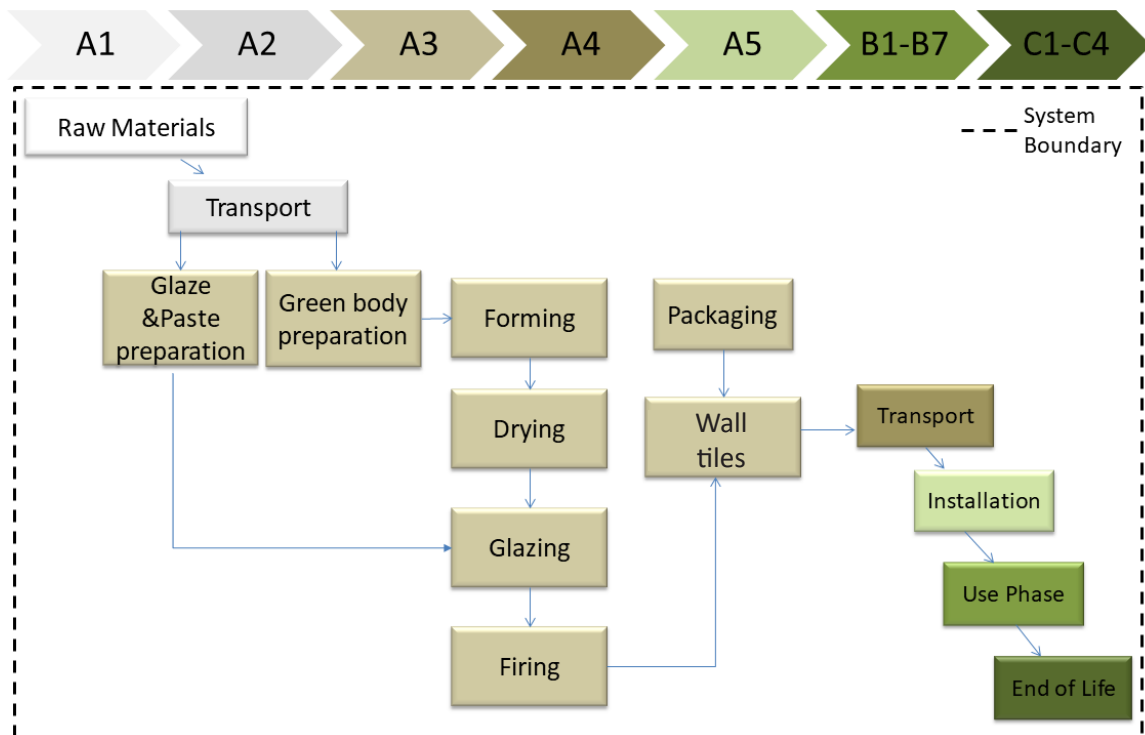 A1
A2
A3
A4
A5
B1-B7
C1-C4
System
Boundary
Raw Materials
Transport
Glaze
&Paste
preparation
Green body
preparation
Forming
Packaging
Drying
Wall
tiles
Transport
Glazing
Installation
Use Phase
Firing
End of Life